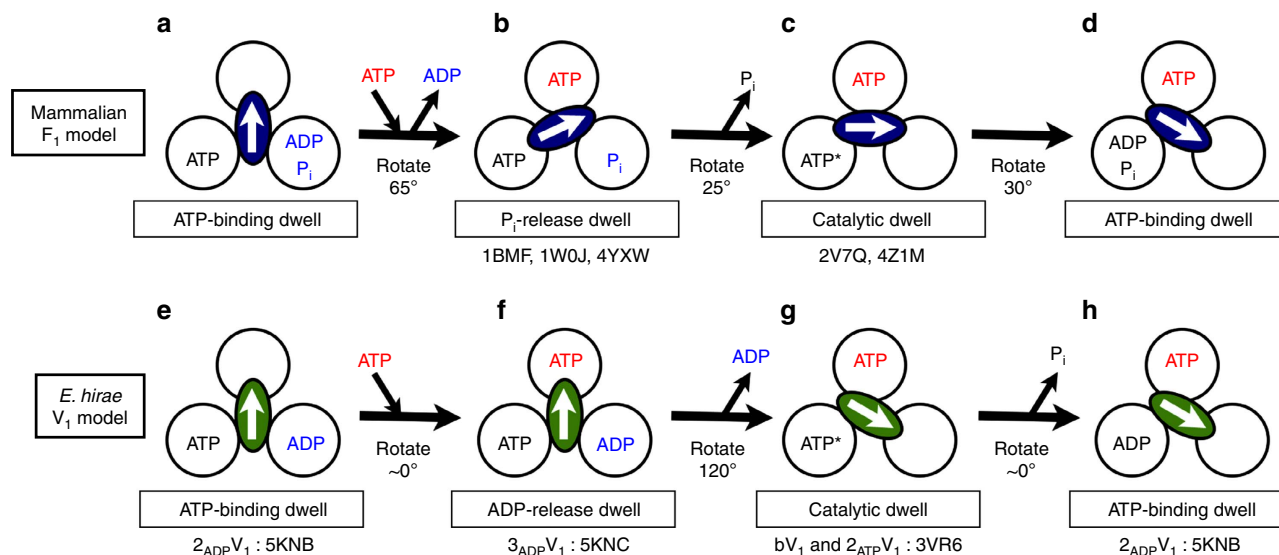 a
b
c
d
Mammalian
F₁ model
ATP
ADP
Pᵢ
ATP
ADP
Rotate
65°
ATP
ATP
Pᵢ
Pᵢ
Rotate
25°
ATP
ATP*
Rotate
30°
ATP
ADP
Pᵢ
ATP-binding dwell
Pᵢ-release dwell
Catalytic dwell
ATP-binding dwell
1BMF, 1W0J, 4YXW
2V7Q, 4Z1M
e
f
g
h
E. hirae
V₁ model
ATP
ADP
ATP
Rotate
~0°
ATP
ATP
ADP
ADP
Rotate
120°
ATP
ATP*
Pᵢ
Rotate
~0°
ATP
ADP
ATP-binding dwell
ADP-release dwell
Catalytic dwell
ATP-binding dwell
2ADPV₁ : 5KNB
3ADPV₁ : 5KNC
bV₁ and 2ATPV₁ : 3VR6
2ADPV₁ : 5KNB